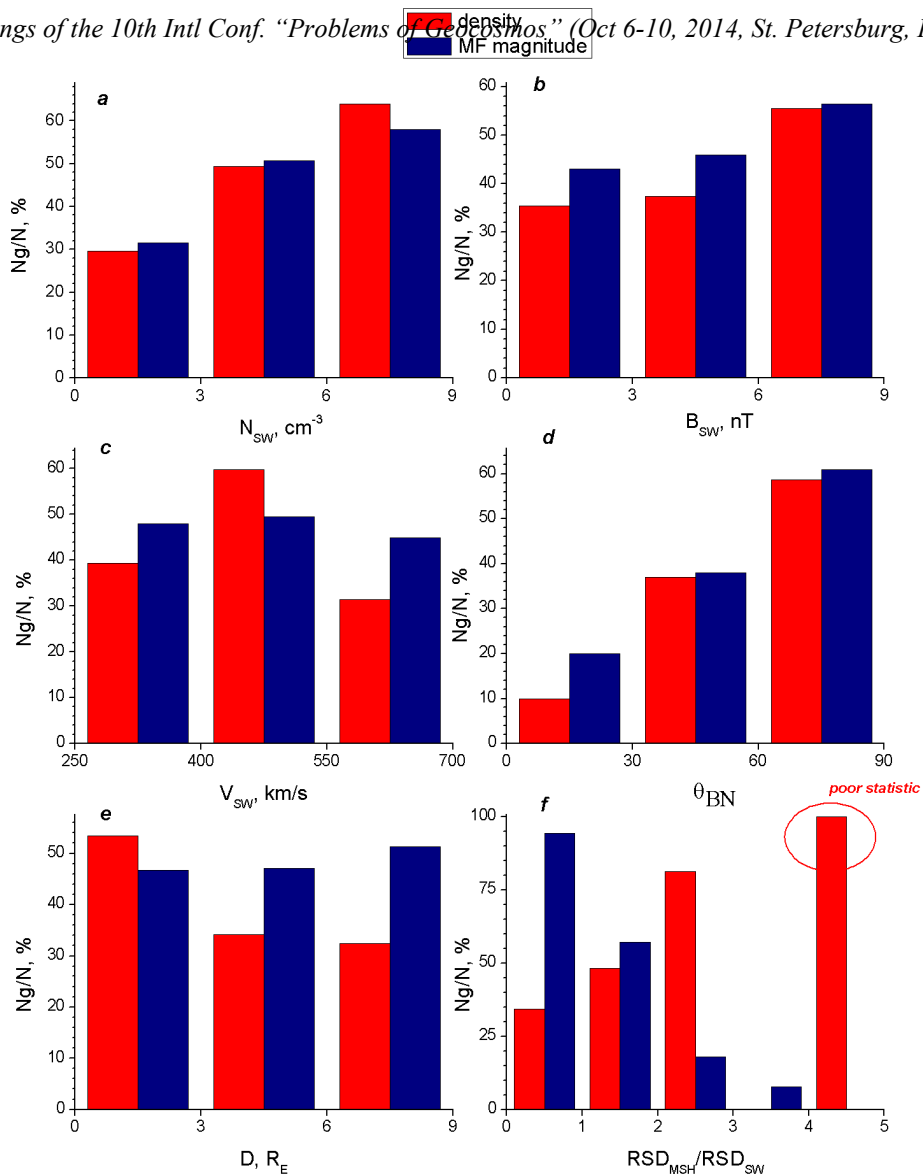 ngs of the 10th Intl Conf. “Problems of Geocosmos” (Oct 6-10, 2014, St. Petersburg,
density
MF magnitude
a
b
60
50
40
30
20
10
0
Ng/N, %
0 3 6 9
N_SW, cm^-3
60
50
40
30
20
10
0
Ng/N, %
0 3 6 9
B_SW, nT
c
d
60
50
40
30
20
10
0
Ng/N, %
250 400 550 700
V_SW, km/s
60
50
40
30
20
10
0
Ng/N, %
0 30 60 90
θ_BN
poor statistic
e
f
50
40
30
20
10
0
Ng/N, %
0 3 6 9
D, R_E
100
75
50
25
0
Ng/N, %
0 1 2 3 4 5
RSD_MSH/RSD_SW